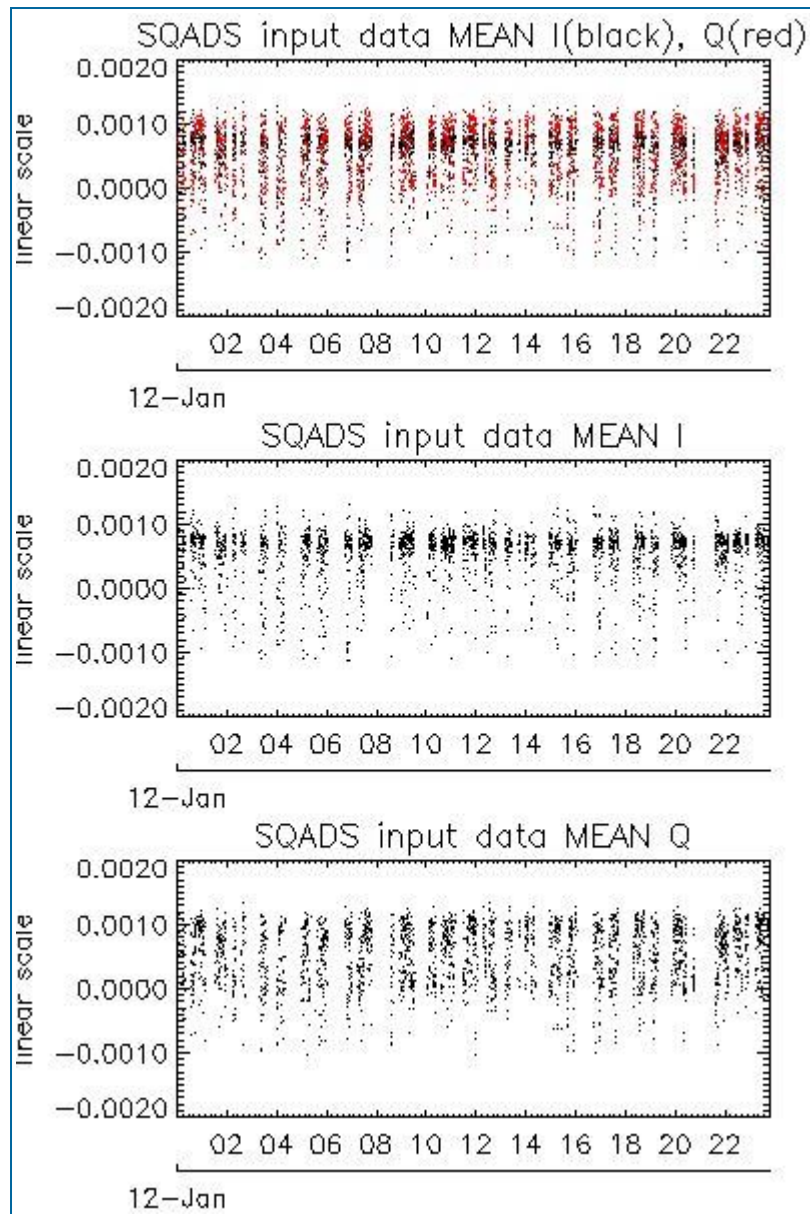 SQADS input data MEAN I(black), Q(red)
linear scale
0.0020
0.0010
0.0000
−0.0010
−0.0020
02 04 06 08 10 12 14 16 18 20 22
12-Jan
SQADS input data MEAN I
linear scale
0.0020
0.0010
0.0000
−0.0010
−0.0020
02 04 06 08 10 12 14 16 18 20 22
12-Jan
SQADS input data MEAN Q
linear scale
0.0020
0.0010
0.0000
−0.0010
−0.0020
02 04 06 08 10 12 14 16 18 20 22
12-Jan